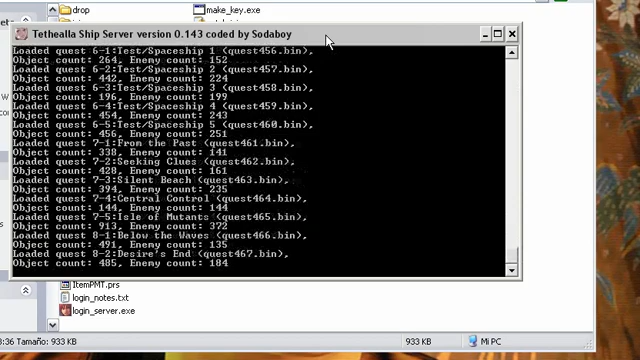 drop
make_key.exe
Tethealla Ship Server version 0.143 coded by Sodaboy
Loaded quest 6-1:Test/Spaceship 1 (quest456.bin),
Object count: 264, Enemy count: 152
Loaded quest 6-2:Test/Spaceship 2 (quest457.bin),
Object count: 442, Enemy count: 224
Loaded quest 6-3:Test/Spaceship 3 (quest458.bin),
Object count: 196, Enemy count: 199
Loaded quest 6-4:Test/Spaceship 4 (quest459.bin),
Object count: 454, Enemy count: 243
Loaded quest 6-5:Test/Spaceship 5 (quest460.bin),
Object count: 456, Enemy count: 251
Loaded quest 7-1:From the Past (quest461.bin),
Object count: 338, Enemy count: 141
Loaded quest 7-2:Seeking Clues (quest462.bin),
Object count: 428, Enemy count: 161
Loaded quest 7-3:Silent Beach (quest463.bin),
Object count: 394, Enemy count: 235
Loaded quest 7-4:Central Control (quest464.bin),
Object count: 144, Enemy count: 144
Loaded quest 7-5:Isle of Mutants (quest465.bin),
Object count: 913, Enemy count: 372
Loaded quest 8-1:Below the Waves (quest466.bin),
Object count: 491, Enemy count: 135
Loaded quest 8-2:Desire's End (quest467.bin),
Object count: 485, Enemy count: 184
ItemPMT.prs
login_notes.txt
login_server.exe
3:36 Tamaño: 933 KB
933 KB
Mi PC